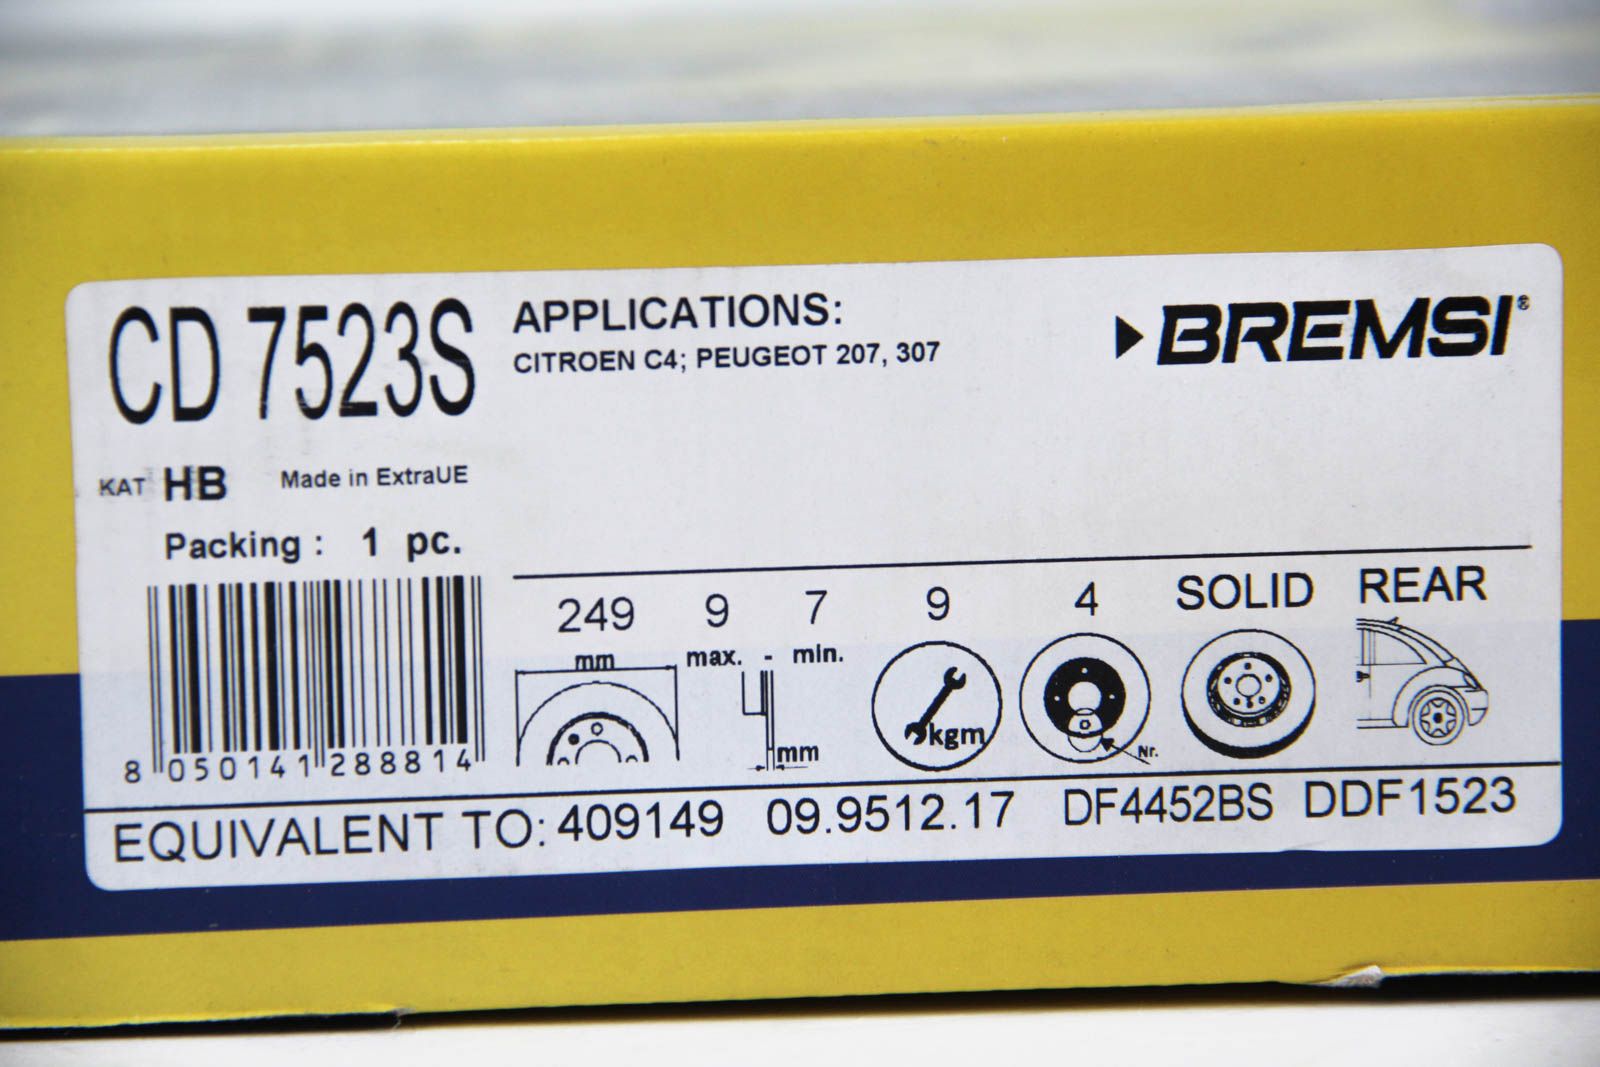 CD 7523S
APPLICATIONS:
CITROEN C4; PEUGEOT 207, 307
BREMSI®
KAT HB Made in ExtraUE
Packing : 1 pc.
8 050141 288814
249 9 7 9 4 SOLID REAR
mm max. - min.
mm
kgm
Nr.
EQUIVALENT TO: 409149 09.9512.17 DF4452BS DDF1523